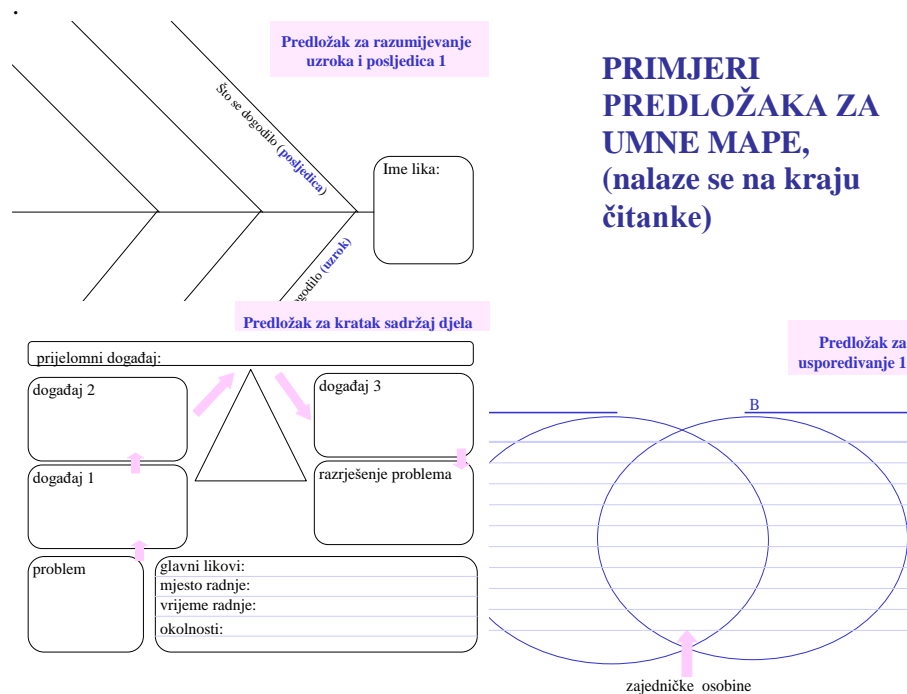 .
Predložak za razumijevanje
uzroka i posljedica 1
Što se dogodilo (posljedica)
Ime lika:
ogodilo (uzrok)
PRIMJERI
PREDLOŽAKA ZA
UMNE MAPE,
(nalaze se na kraju
čitanke)
Predložak za kratak sadržaj djela
prijelomni događaj:
događaj 2
događaj 3
događaj 1
razrješenje problema
problem
glavni likovi:
mjesto radnje:
vrijeme radnje:
okolnosti:
Predložak za
uspoređivanje 1
B
zajedničke osobine